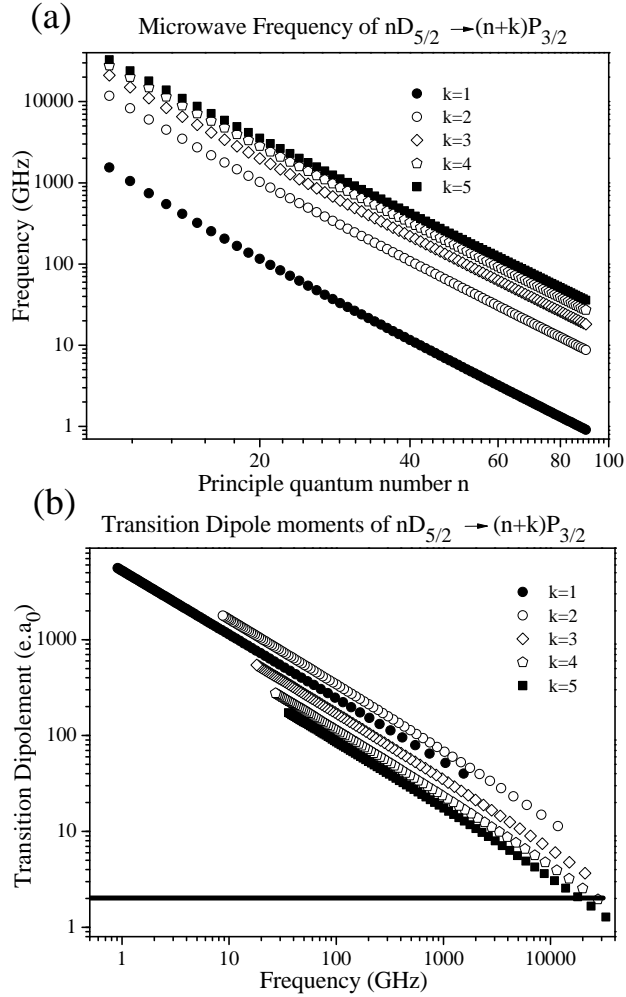 (a)
Microwave Frequency of nD5/2 →(n+k)P3/2
Frequency (GHz)
10000
1000
100
10
1
k=1
k=2
k=3
k=4
k=5
20
40
60
80
100
Principle quantum number n
(b)
Transition Dipole moments of nD5/2 →(n+k)P3/2
Transition Dipolement (e.a0)
1000
100
10
1
k=1
k=2
k=3
k=4
k=5
1
10
100
1000
10000
Frequency (GHz)